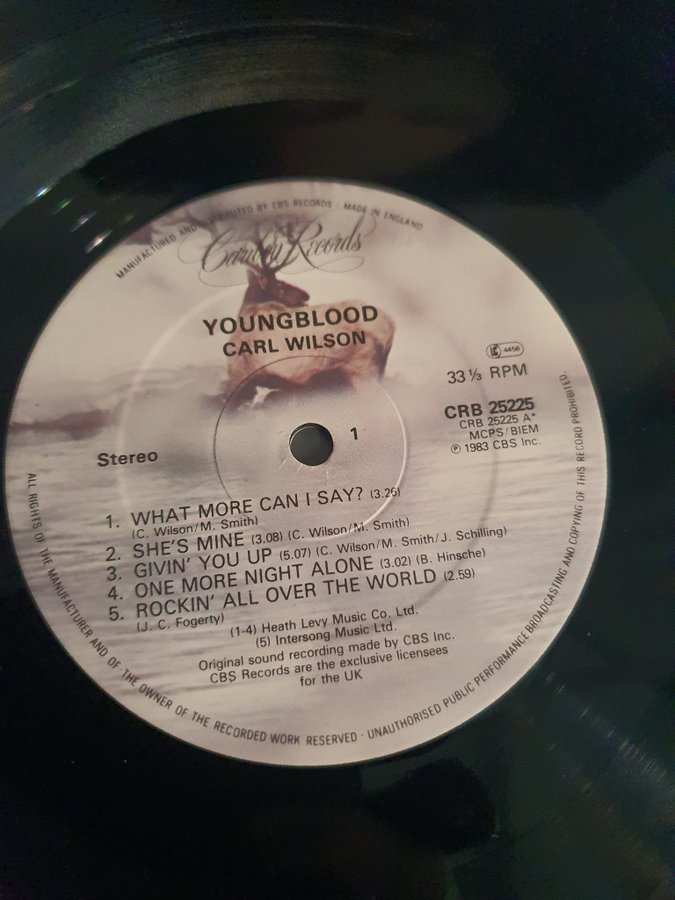 MANUFACTURED AND DISTRIBUTED BY CBS RECORDS · MADE IN ENGLAND
Caribou Records
YOUNGBLOOD
CARL WILSON
4456
33 ⅓ RPM
CRB 25225
CRB 25225 A*
MCPS/BIEM
℗ 1983 CBS Inc.
1
Stereo
1. WHAT MORE CAN I SAY? (3.26)
(C. Wilson/M. Smith)
2. SHE'S MINE (3.08) (C. Wilson/M. Smith)
3. GIVIN' YOU UP (5.07) (C. Wilson/M. Smith/J. Schilling)
4. ONE MORE NIGHT ALONE (3.02) (B. Hinsche)
5. ROCKIN' ALL OVER THE WORLD (2.59)
(J. C. Fogerty)
(1-4) Heath Levy Music Co. Ltd.
(5) Intersong Music Ltd.
Original sound recording made by CBS Inc.
CBS Records are the exclusive licensees
for the UK
ALL RIGHTS OF THE MANUFACTURER AND OF THE OWNER OF THE RECORDED WORK RESERVED · UNAUTHORISED PUBLIC PERFORMANCE BROADCASTING AND COPYING OF THIS RECORD PROHIBITED.